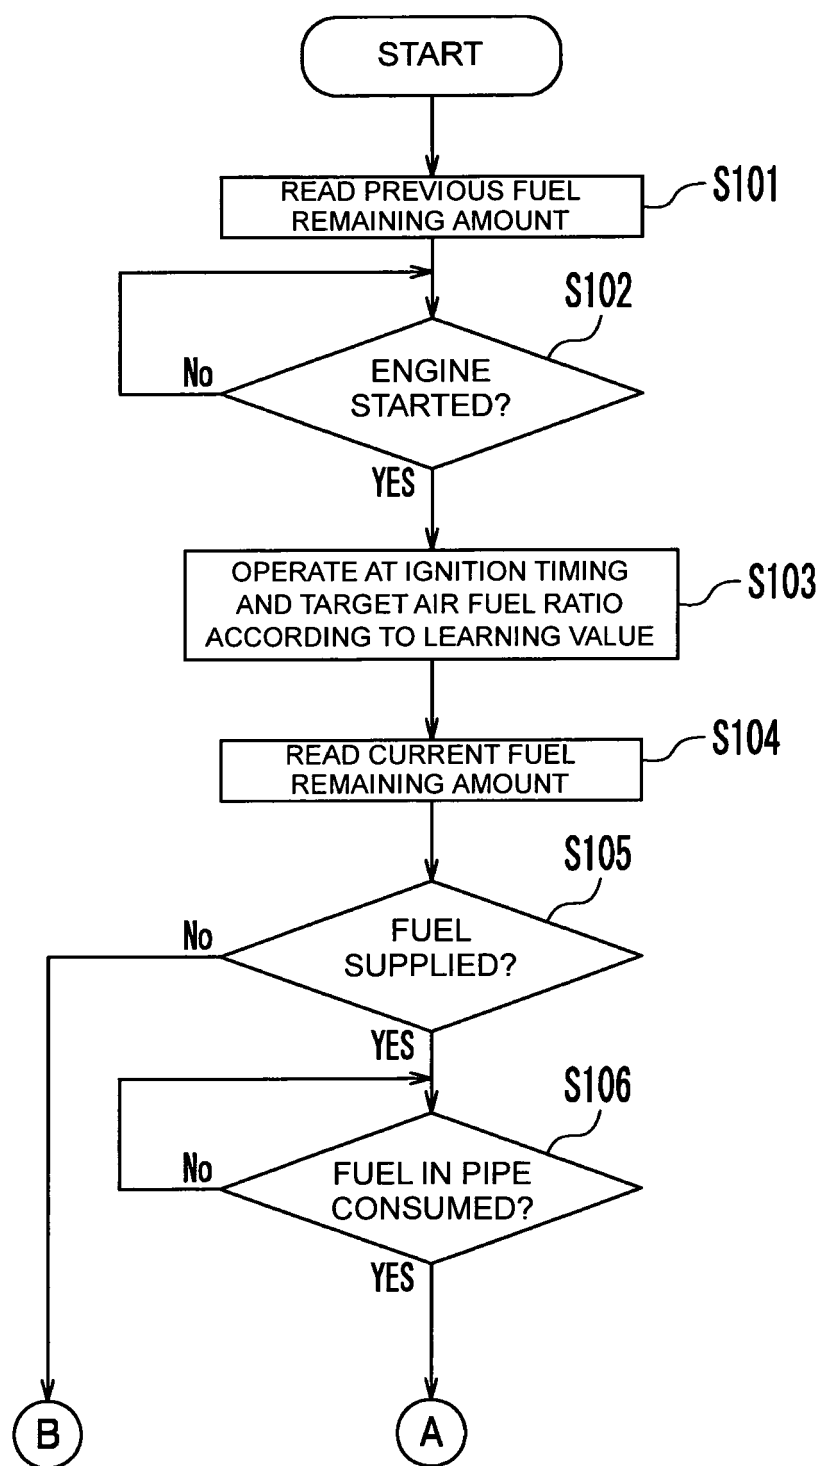 START
READ PREVIOUS FUEL
REMAINING AMOUNT
S101
S102
ENGINE
STARTED?
No
YES
OPERATE AT IGNITION TIMING
AND TARGET AIR FUEL RATIO
ACCORDING TO LEARNING VALUE
S103
READ CURRENT FUEL
REMAINING AMOUNT
S104
S105
FUEL
SUPPLIED?
No
YES
S106
FUEL IN PIPE
CONSUMED?
No
YES
B
A